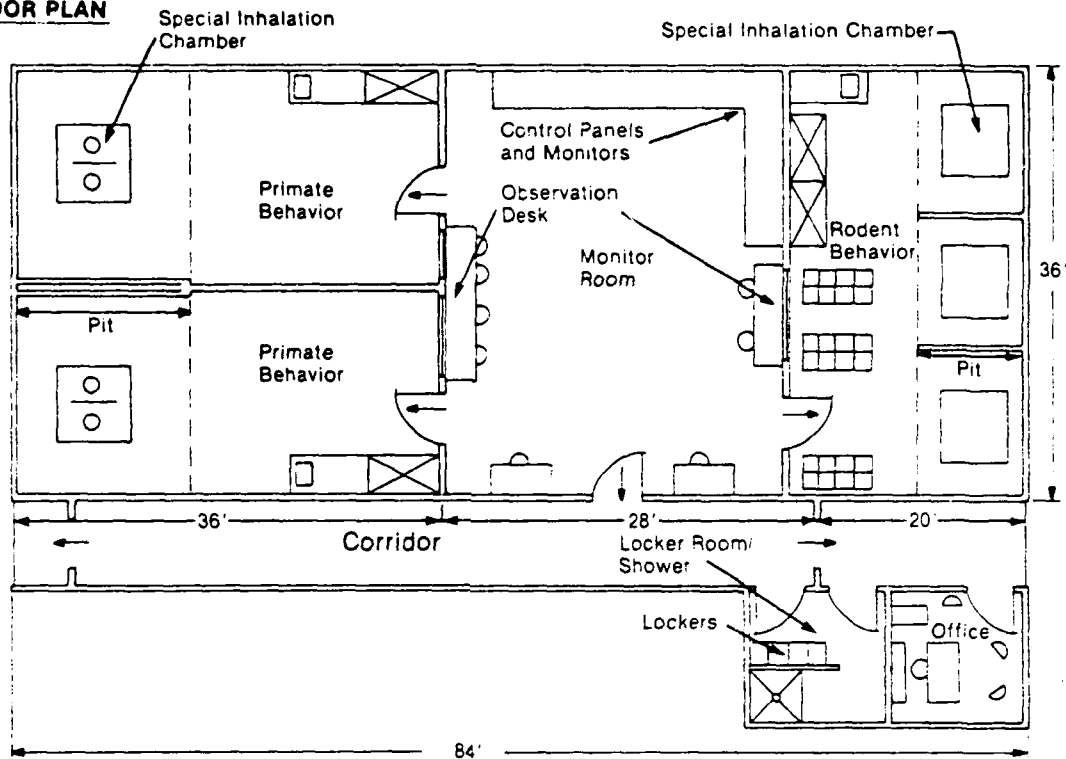 OOR PLAN
Special Inhalation
Chamber
Special Inhalation Chamber
Control Panels
and Monitors
Primate
Behavior
Observation
Desk
Rodent
Behavior
Monitor
Room
36'
Pit
Primate
Behavior
Pit
36'
28'
20'
Corridor
Locker Room/
Shower
Lockers
Office
84'